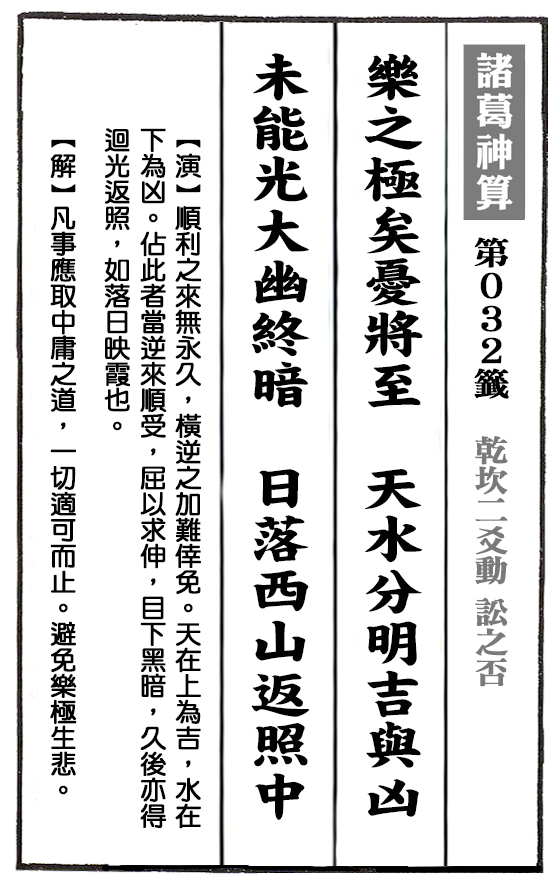 諸葛神算 第032籤 乾坎二爻動 訟之否
樂之極矣憂將至 天水分明吉與凶
未能光大幽終暗 日落西山返照中
【演】順利之來無永久，橫逆之加難倖免。天在上為吉，水在
下為凶。佔此者當逆來順受，屈以求伸，目下黑暗，久後亦得
迴光返照，如落日映霞也。
【解】凡事應取中庸之道，一切適可而止。避免樂極生悲。